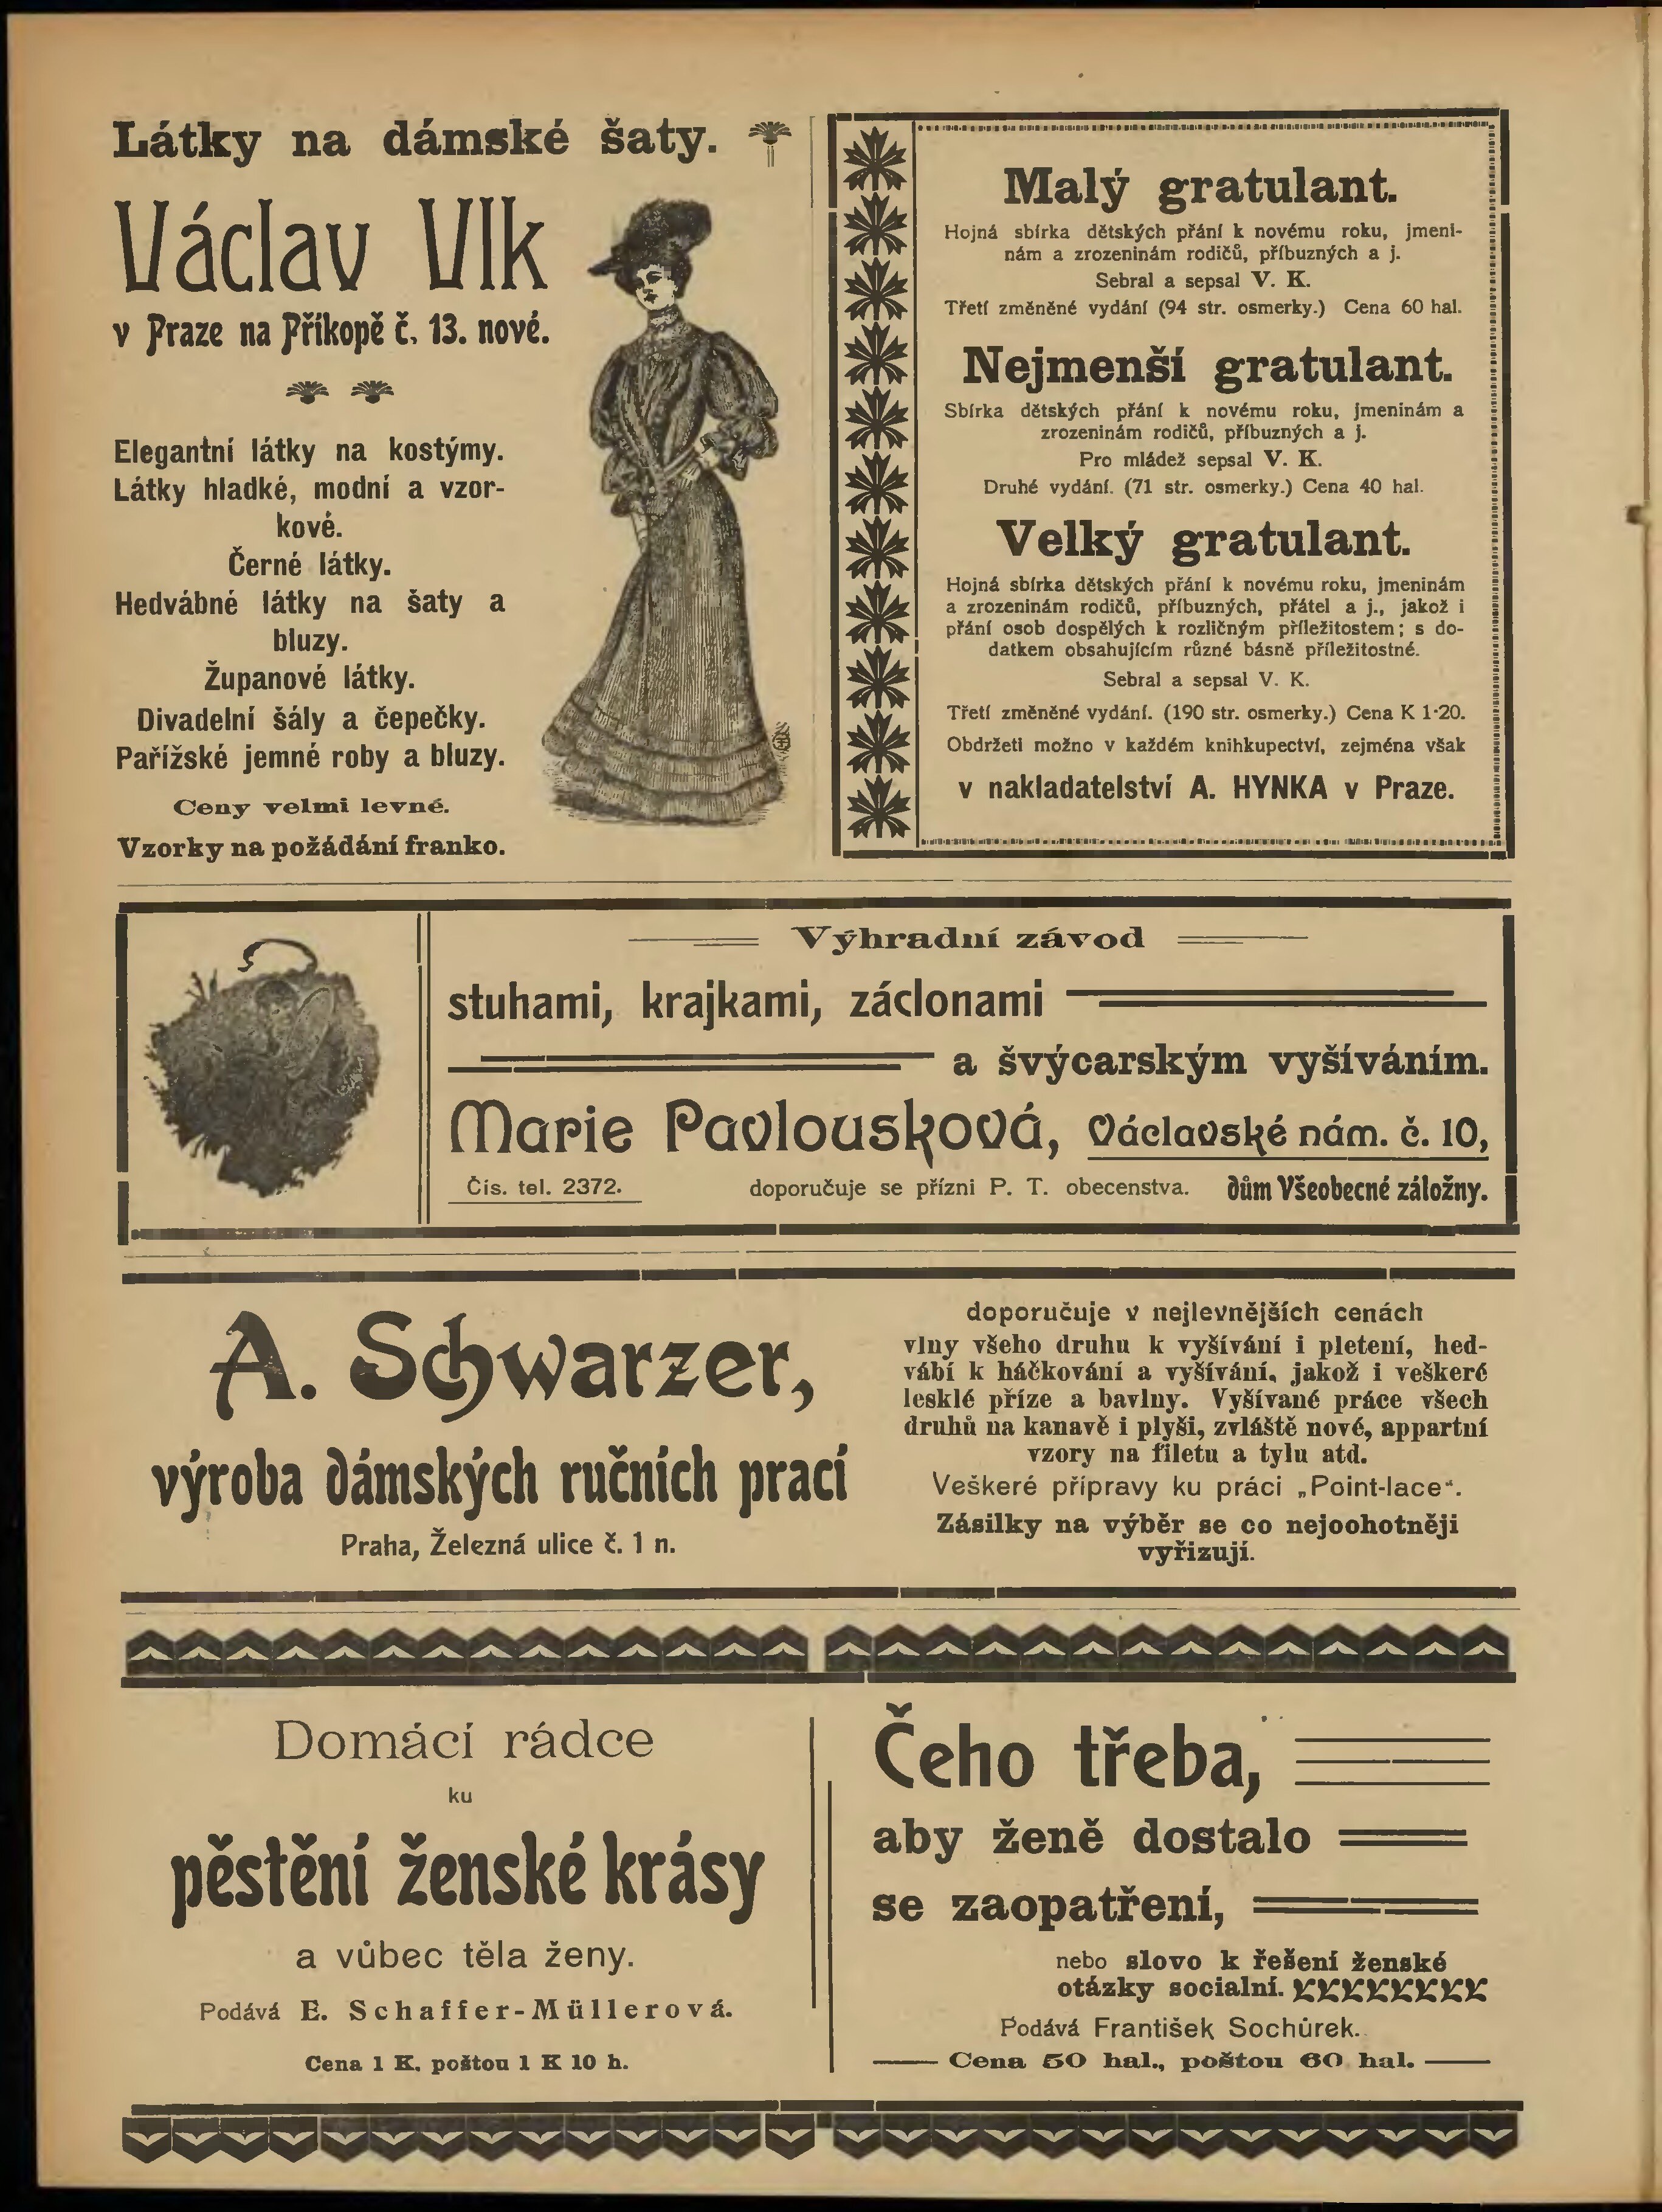 Látky na dámské šaty.
Václav Vlk
v Praze na Příkopě č. 13. nové.
Elegantní látky na kostýmy.
Látky hladké, modní a vzor-
kové.
Černé látky.
Hedvábné látky na šaty a
bluzy.
Županové látky.
Divadelní šály a čepečky.
Pařížské jemné roby a bluzy.
Ceny velmi levné.
Vzorky na požádání franko.
Malý gratulant.
Hojná sbírka dětských přání k novému roku, jmeni-
nám a zrozeninám rodičů, příbuzných a j.
Sebral a sepsal V. K.
Třetí změněné vydání (94 str. osmerky.) Cena 60 hal.
Nejmenší gratulant.
Sbírka dětských přání k novému roku, jmeninám a
zrozeninám rodičů, příbuzných a j.
Pro mládež sepsal V. K.
Druhé vydání. (71 str. osmerky.) Cena 40 hal.
Velký gratulant.
Hojná sbírka dětských přání k novému roku, jmeninám
a zrozeninám rodičů, příbuzných, přátel a j., jakož i
přání osob dospělých k rozličným příležitostem; s do-
datkem obsahujícím různé básně příležitostné.
Sebral a sepsal V. K.
Třetí změněné vydání. (190 str. osmerky.) Cena K 1·20.
Obdržeti možno v každém knihkupectví, zejména však
v nakladatelství A. HYNKA v Praze.
Výhradní závod
stuhami, krajkami, záclonami
a švýcarským vyšíváním.
Marie Pavlousková, Václavské nám. č. 10,
Čís. tel. 2372. doporučuje se přízni P. T. obecenstva. dům Všeobecné záložny.
A. Schwarzer,
výroba dámských ručních prací
Praha, Železná ulice č. 1 n.
doporučuje v nejlevnějších cenách
vlny všeho druhu k vyšívání i pletení, hed-
vábí k háčkování a vyšívání, jakož i veškeré
lesklé příze a bavlny. Vyšívané práce všech
druhů na kanavě i plyši, zvláště nové, appartní
vzory na filetu a tylu atd.
Veškeré přípravy ku práci „Point-lace“.
Zásilky na výběr se co nejoohotněji
vyřizují.
Domácí rádce
ku
pěstění ženské krásy
a vůbec těla ženy.
Podává E. Schaffer-Müllerová.
Cena 1 K, poštou 1 K 10 h.
Čeho třeba,
aby ženě dostalo
se zaopatření,
nebo slovo k řešení ženské
otázky socialní.
Podává František Sochůrek.
Cena 50 hal., poštou 60 hal.